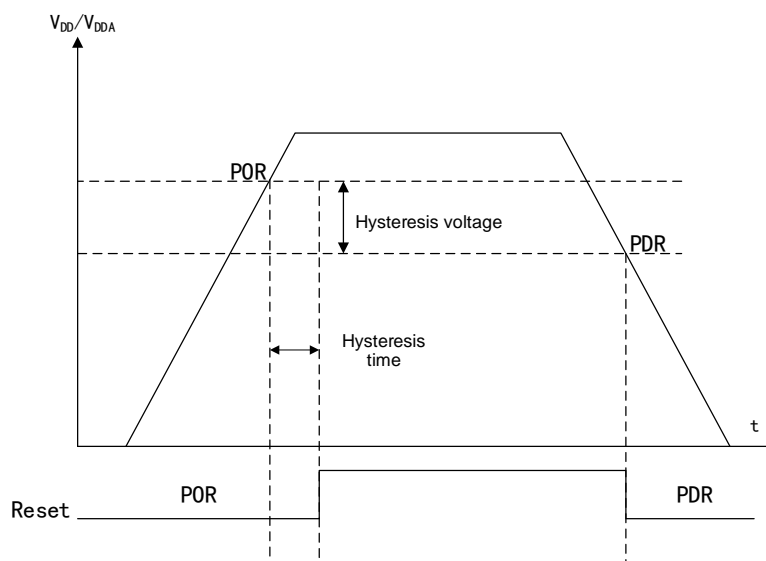 VDD/VDDA
POR
Hysteresis voltage
PDR
Hysteresis
time
t
POR
PDR
Reset